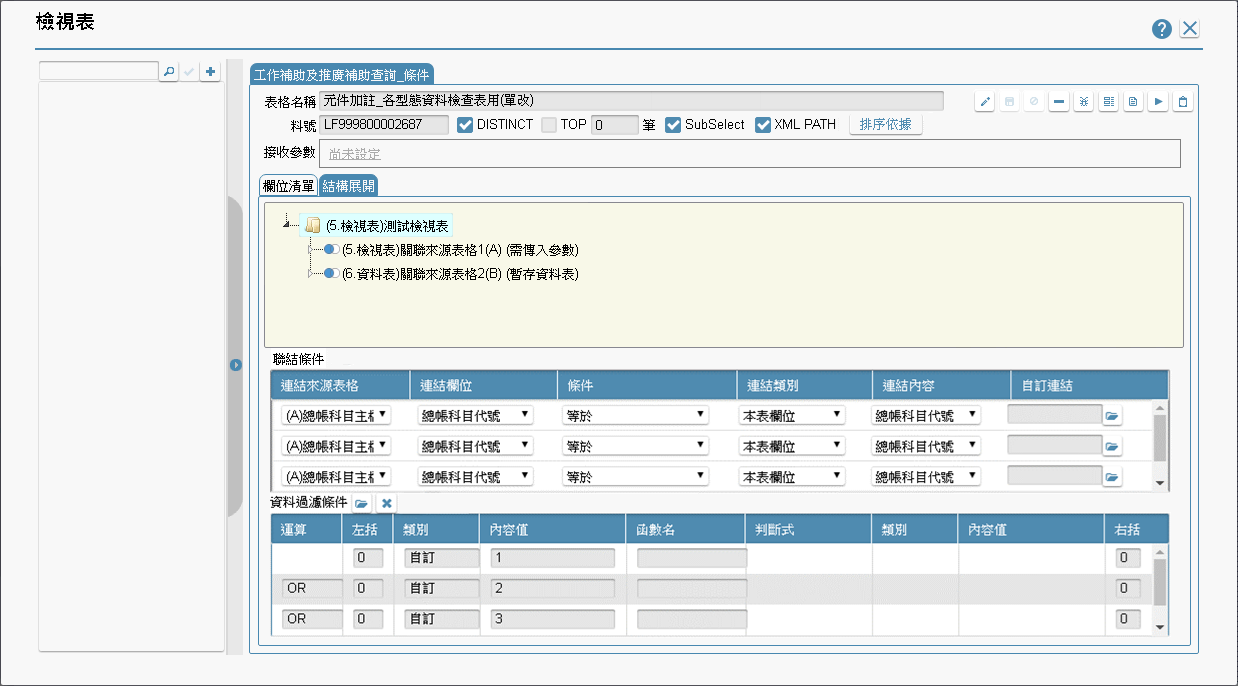 檢視表
工作補助及推廣補助查詢_條件
表格名稱 元件加註_各型態資料檢查表用(單改)
料號 LF999800002687 DISTINCT TOP 0 筆 SubSelect XML PATH 排序依據
接收參數 尚未設定
欄位清單 結構展開
(5.檢視表)測試檢視表
(5.檢視表)關聯來源表格1(A) (需傳入參數)
(6.資料表)關聯來源表格2(B) (暫存資料表)
聯結條件
連結來源表格 連結欄位 條件 連結類別 連結內容 自訂連結
(A)總帳科目主 總帳科目代號 等於 本表欄位 總帳科目代號
(A)總帳科目主 總帳科目代號 等於 本表欄位 總帳科目代號
(A)總帳科目主 總帳科目代號 等於 本表欄位 總帳科目代號
資料過濾條件
運算 左括 類別 內容值 函數名 判斷式 類別 內容值 右括
0 自訂 1 0
OR 0 自訂 2 0
OR 0 自訂 3 0